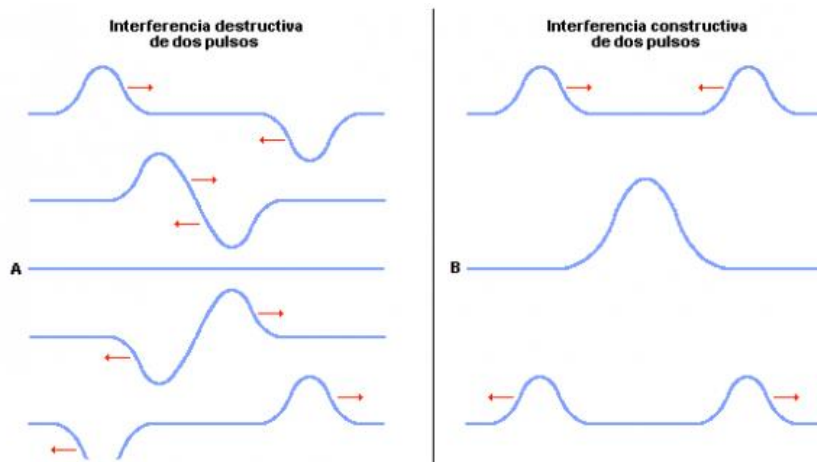 Interferencia destructiva
de dos pulsos
A
Interferencia constructiva
de dos pulsos
B